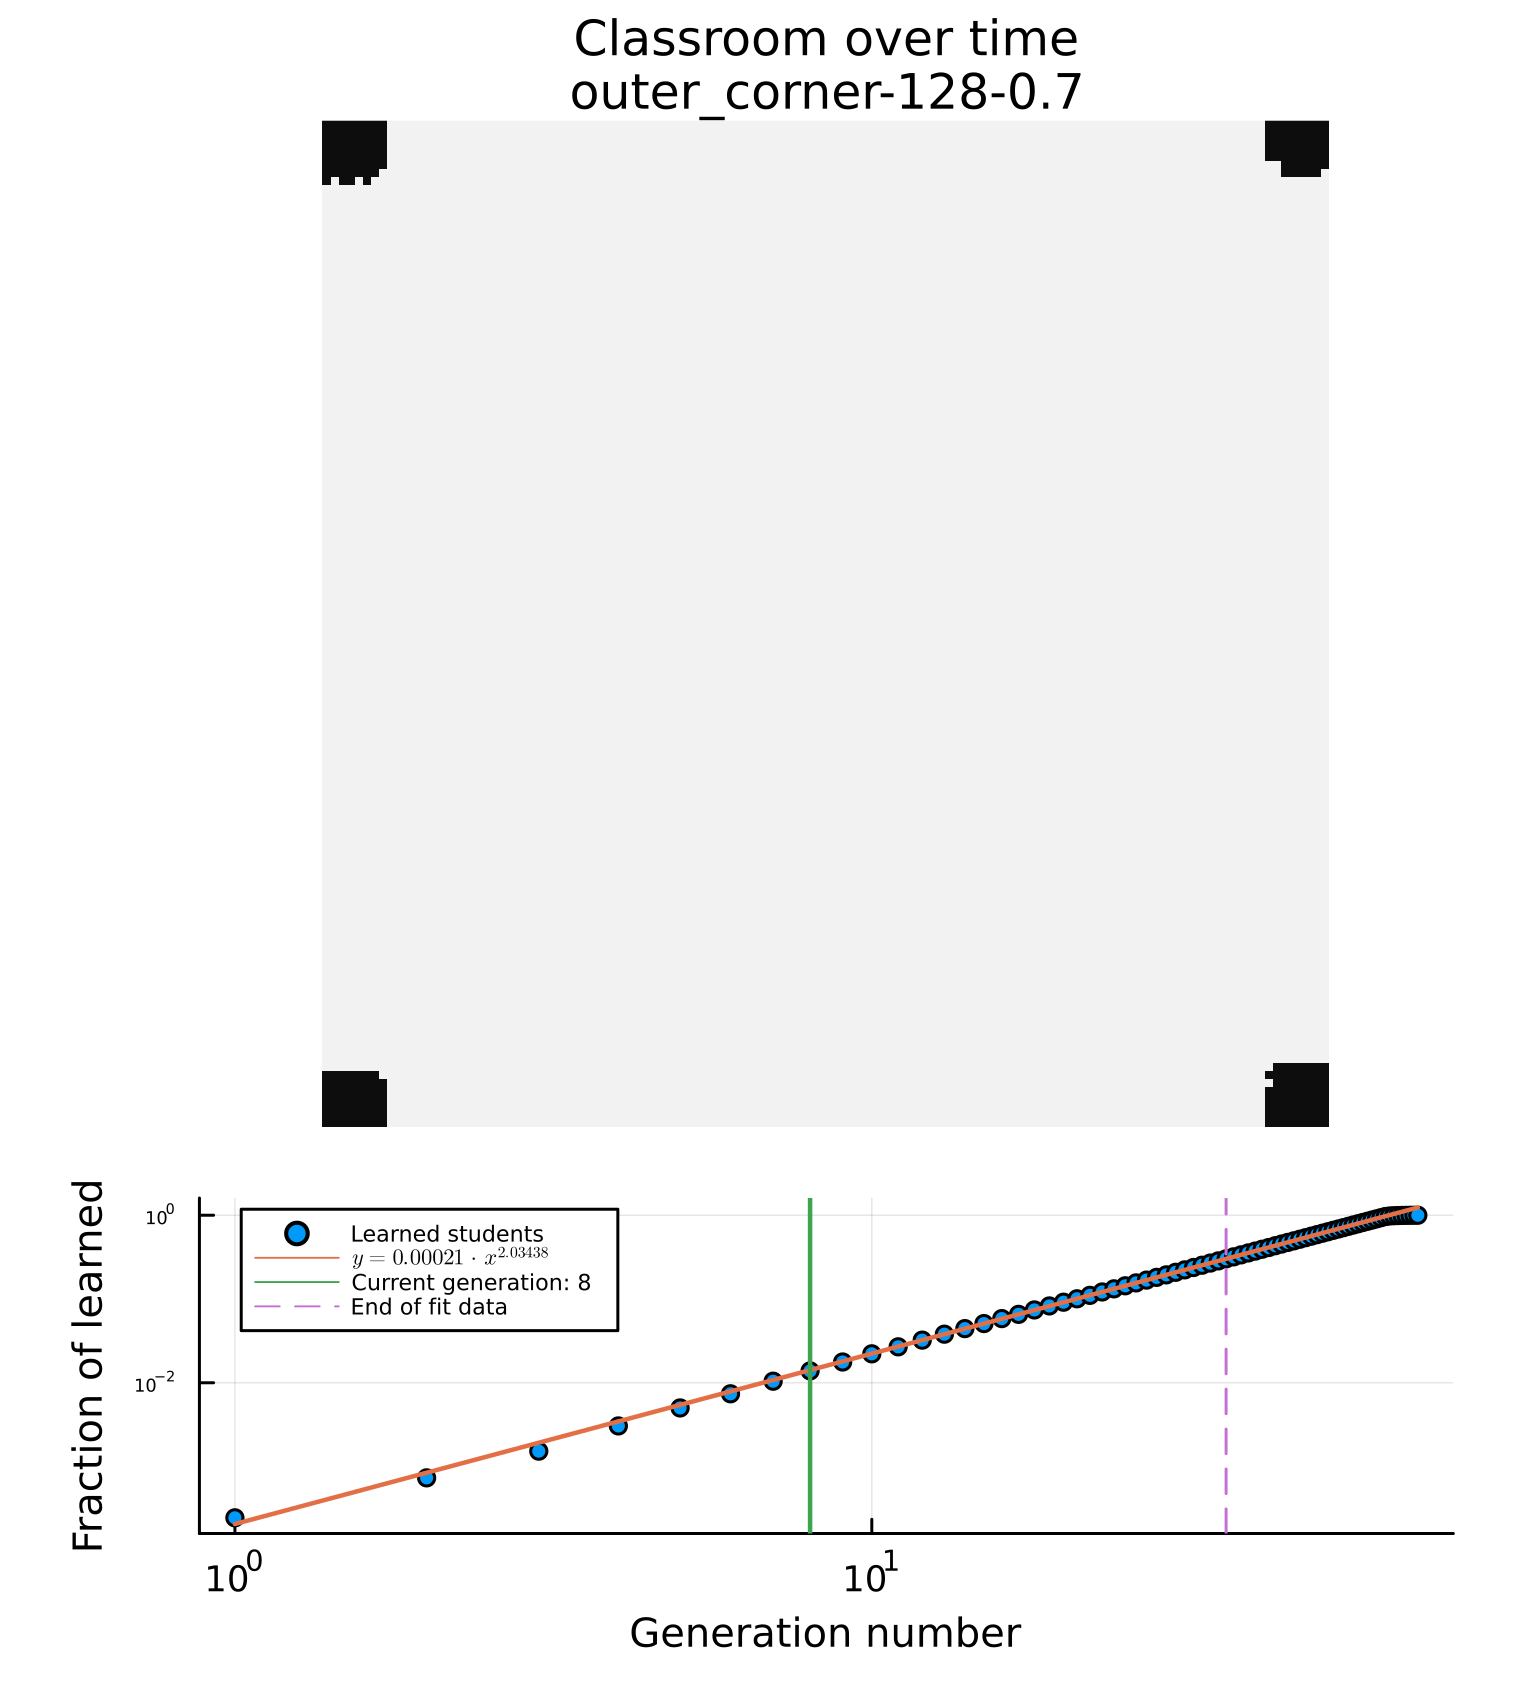 Classroom over time
outer_corner-128-0.7
Fraction of learned
10^0
10^-2
Learned students
y = 0.00021 · x^2.03438
Current generation: 8
End of fit data
10^0
10^1
Generation number